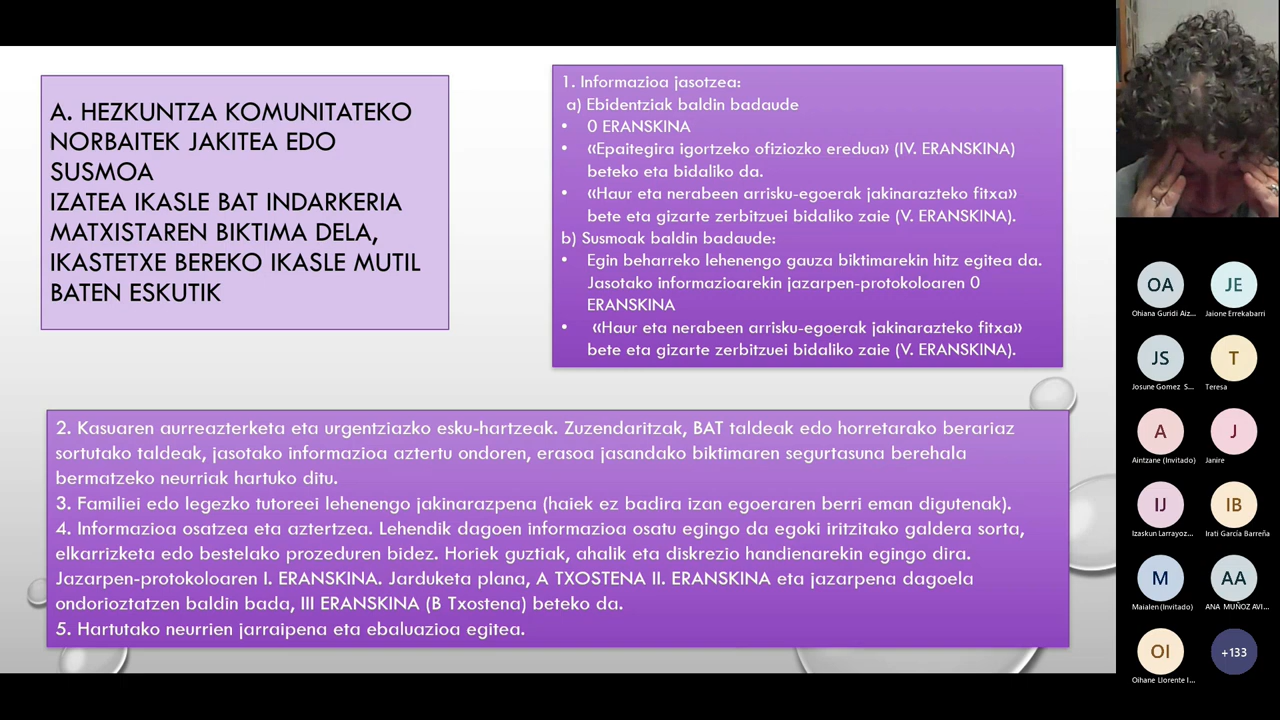 A. HEZKUNTZA KOMUNITATEKO
NORBAITEK JAKITEA EDO
SUSMOA
IZATEA IKASLE BAT INDARKERIA
MATXISTAREN BIKTIMA DELA,
IKASTETXE BEREKO IKASLE MUTIL
BATEN ESKUTIK
1. Informazioa jasotzea:
a) Ebidentziak baldin badaude
• 0 ERANSKINA
• «Epaitegira igortzeko ofiziozko eredua» (IV. ERANSKINA)
beteko eta bidaliko da.
• «Haur eta nerabeen arrisku-egoerak jakinarazteko fitxa»
bete eta gizarte zerbitzuei bidaliko zaie (V. ERANSKINA).
b) Susmoak baldin badaude:
• Egin beharreko lehenengo gauza biktimarekin hitz egitea da.
Jasotako informazioarekin jazarpen-protokoloaren 0
ERANSKINA
• «Haur eta nerabeen arrisku-egoerak jakinarazteko fitxa»
bete eta gizarte zerbitzuei bidaliko zaie (V. ERANSKINA).
2. Kasuaren aurreazterketa eta urgentziazko esku-hartzeak. Zuzendaritzak, BAT taldeak edo horretarako berariaz
sortutako taldeak, jasotako informazioa aztertu ondoren, erasoa jasandako biktimaren segurtasuna berehala
bermatzeko neurriak hartuko ditu.
3. Familiei edo legezko tutoreei lehenengo jakinarazpena (haiek ez badira izan egoeraren berri eman digutenak).
4. Informazioa osatzea eta aztertzea. Lehendik dagoen informazioa osatu egingo da egoki iritzitako galdera sorta,
elkarrizketa edo bestelako prozeduren bidez. Horiek guztiak, ahalik eta diskrezio handienarekin egingo dira.
Jazarpen-protokoloaren I. ERANSKINA. Jarduketa plana, A TXOSTENA II. ERANSKINA eta jazarpena dagoela
ondorioztatzen baldin bada, III ERANSKINA (B Txostena) beteko da.
5. Hartutako neurrien jarraipena eta ebaluazioa egitea.
OA JE
Ohiana Guridi Aiz... Jaione Errekabarri
JS T
Josune Gomez S... Teresa
A J
Aintzane (Invitado) Janire
IJ IB
Izaskun Larrayoz... Irati García Barreña
M AA
Maialen (Invitado) ANA MUÑOZ AVI...
OI +133
Oihane Llorente I...